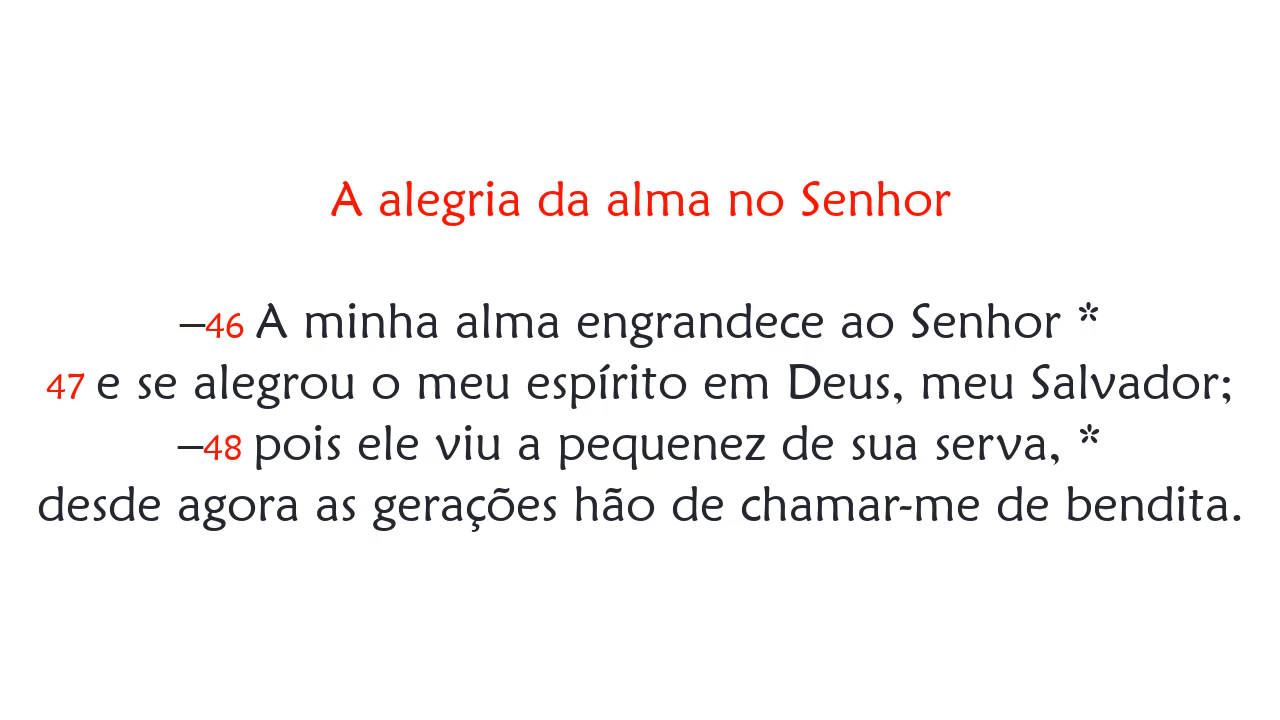 A alegria da alma no Senhor
–46 A minha alma engrandece ao Senhor *
47 e se alegrou o meu espírito em Deus, meu Salvador;
–48 pois ele viu a pequenez de sua serva, *
desde agora as gerações hão de chamar-me de bendita.